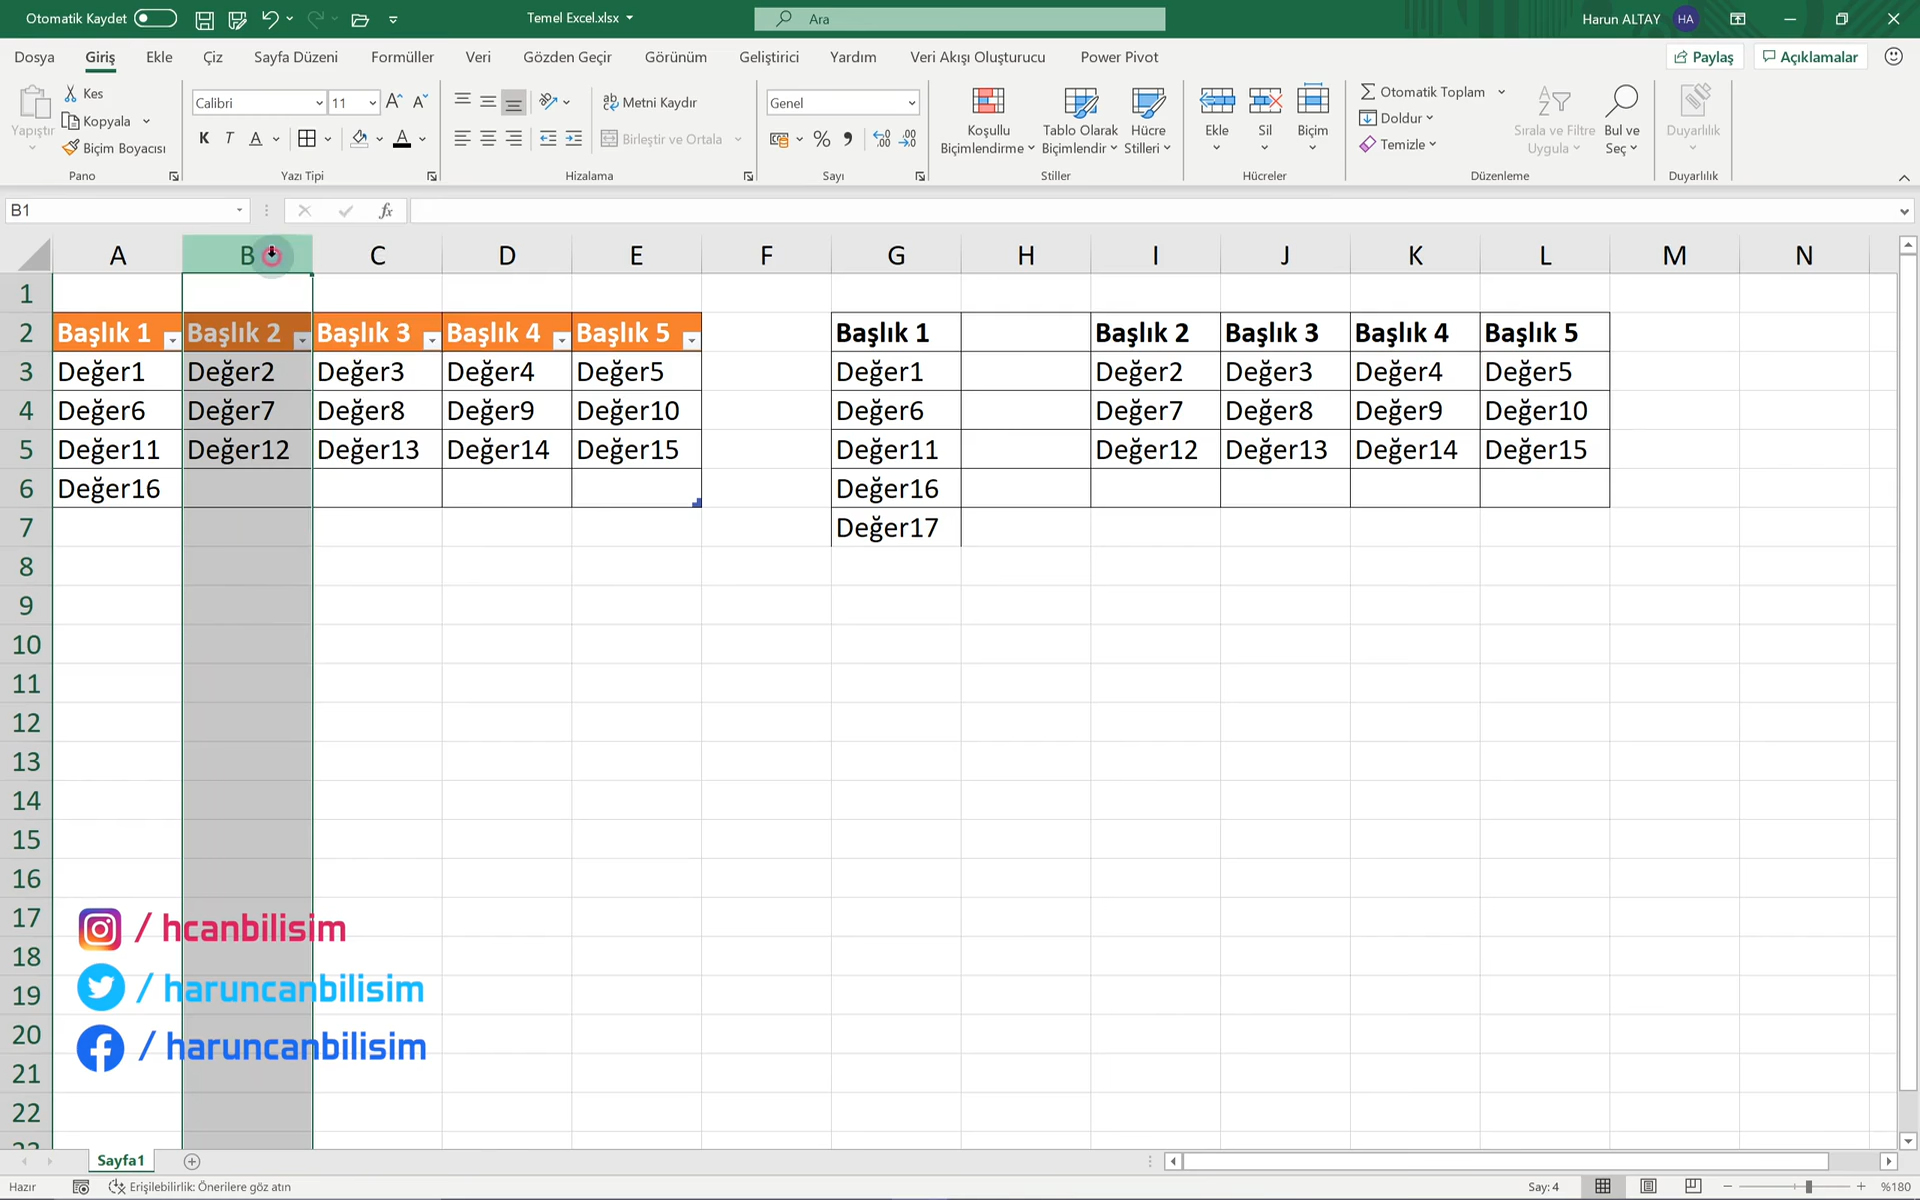 Otomatik Kaydet
Temel Excel.xlsx
Ara
Harun ALTAY HA
Dosya Giriş Ekle Çiz Sayfa Düzeni Formüller Veri Gözden Geçir Görünüm Geliştirici Yardım Veri Akışı Oluşturucu Power Pivot Paylaş Açıklamalar
Yapıştır
Kes
Kopyala
Biçim Boyacısı
Pano
Calibri 11
K T A
Yazı Tipi
Metni Kaydır
Birleştir ve Ortala
Hizalama
Genel
Sayı
Koşullu Biçimlendirme
Tablo Olarak Biçimlendir
Hücre Stilleri
Stiller
Ekle Sil Biçim
Hücreler
Otomatik Toplam
Doldur
Temizle
Sırala ve Filtre Uygula
Bul ve Seç
Düzenleme
Duyarlılık
Duyarlılık
B1 fx
A B C D E F G H I J K L M N
1
2 Başlık 1 Başlık 2 Başlık 3 Başlık 4 Başlık 5 Başlık 1 Başlık 2 Başlık 3 Başlık 4 Başlık 5
3 Değer1 Değer2 Değer3 Değer4 Değer5 Değer1 Değer2 Değer3 Değer4 Değer5
4 Değer6 Değer7 Değer8 Değer9 Değer10 Değer6 Değer7 Değer8 Değer9 Değer10
5 Değer11 Değer12 Değer13 Değer14 Değer15 Değer11 Değer12 Değer13 Değer14 Değer15
6 Değer16 Değer16
7 Değer17
8
9
10
11
12
13
14
15
16
17
/ hcanbilisim
18
19
/ haruncanbilisim
20
/ haruncanbilisim
21
22
23
Sayfa1
Hazır Erişilebilirlik: Önerilere göz atın Say: 4 %180